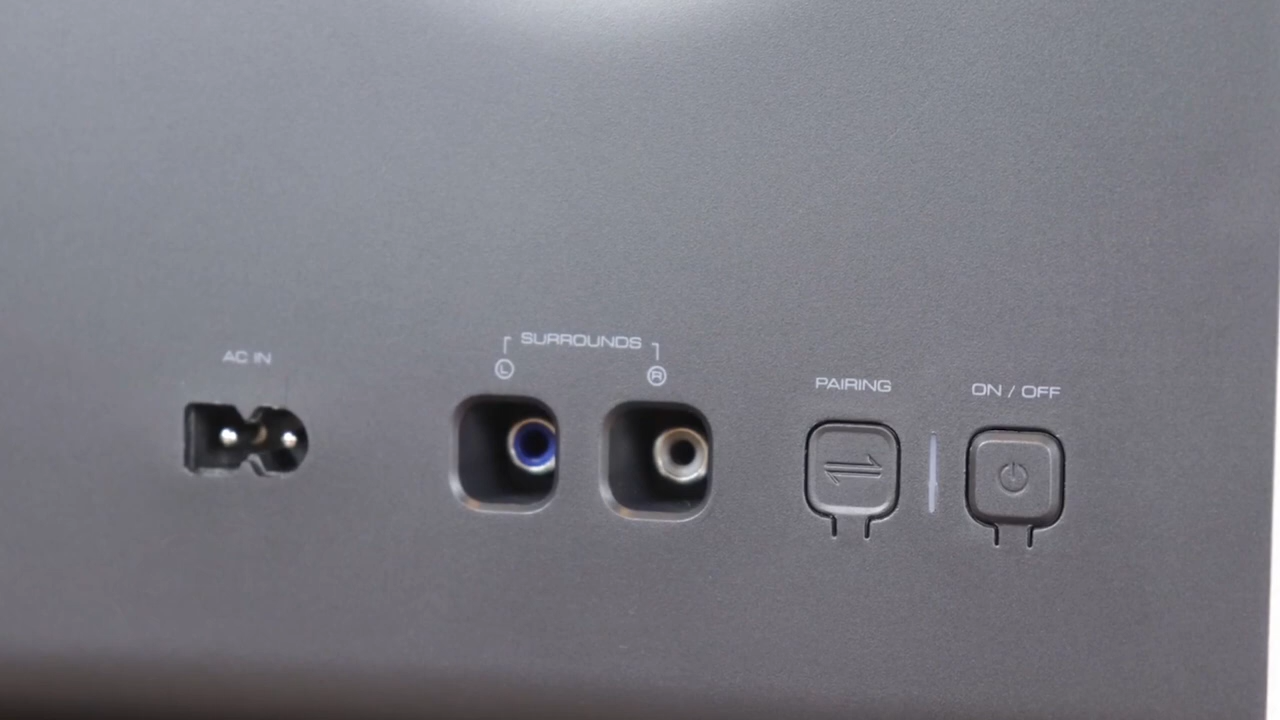 AC IN
SURROUNDS
L
R
PAIRING
ON / OFF